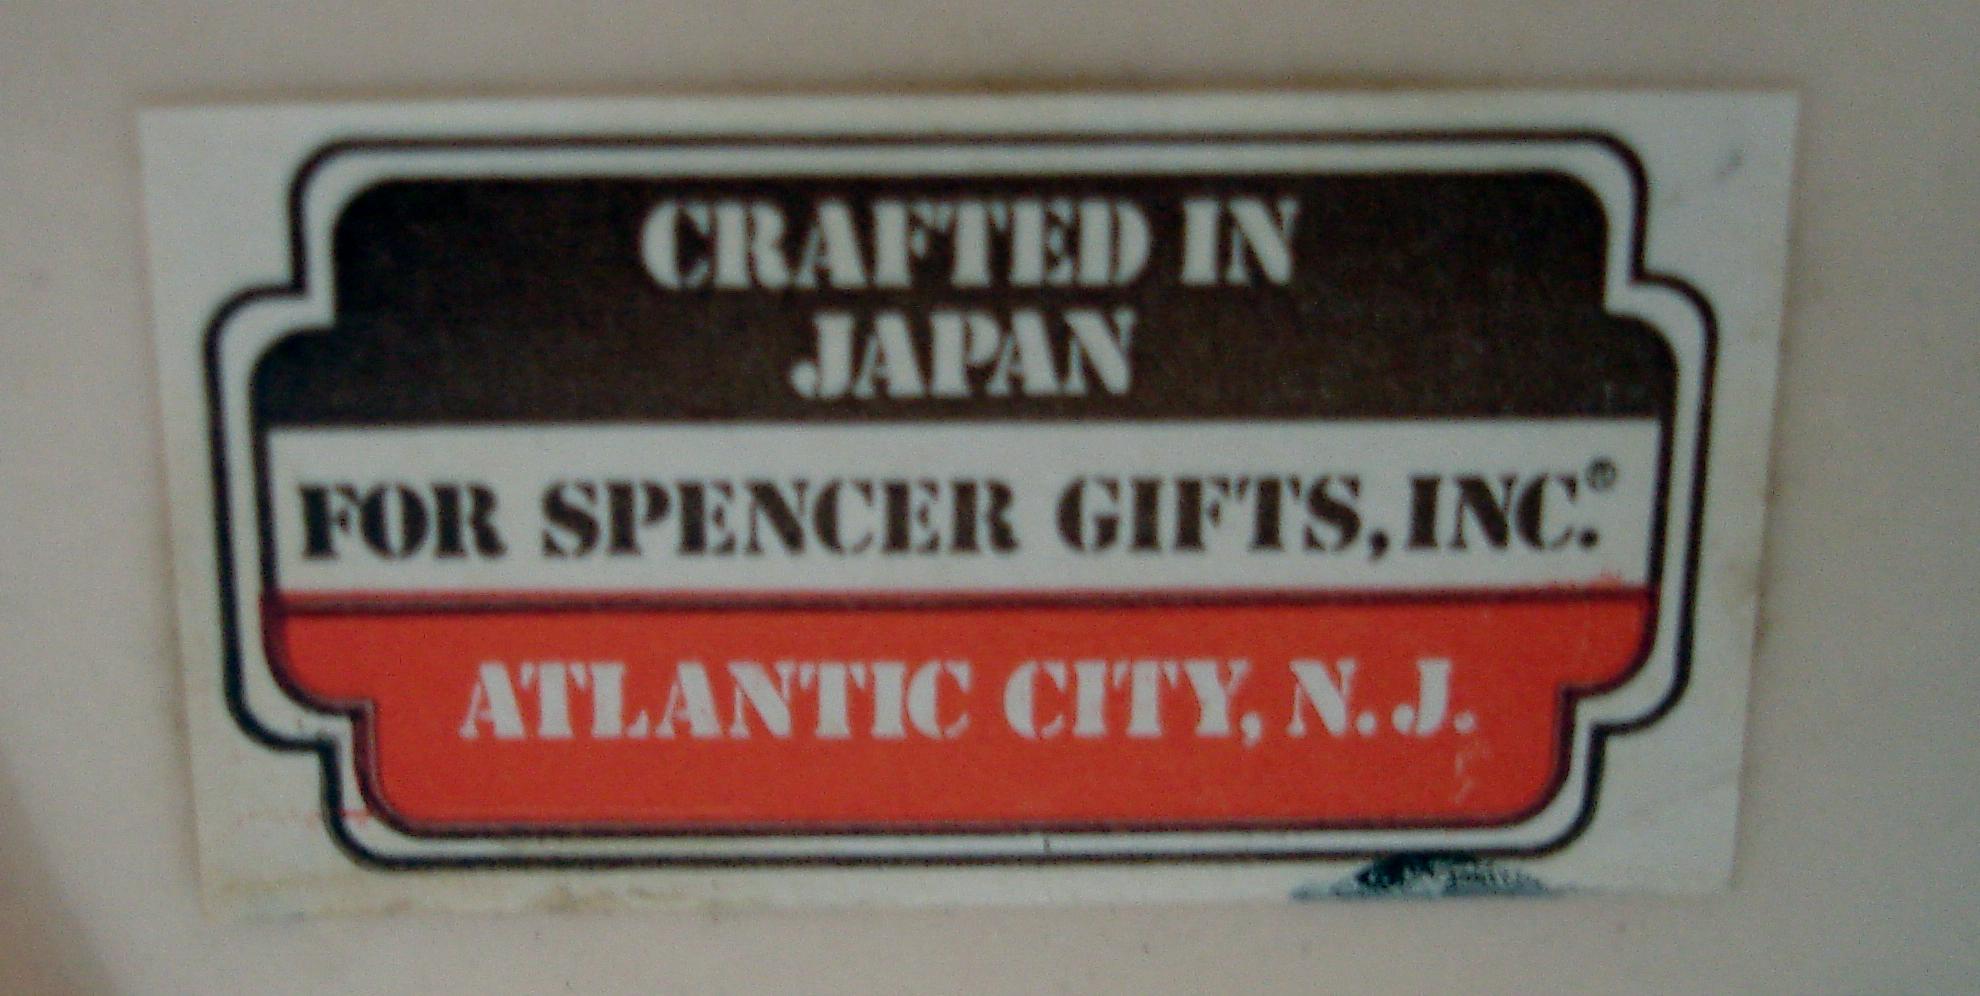 CRAFTED IN
JAPAN
FOR SPENCER GIFTS, INC.®
ATLANTIC CITY, N.J.